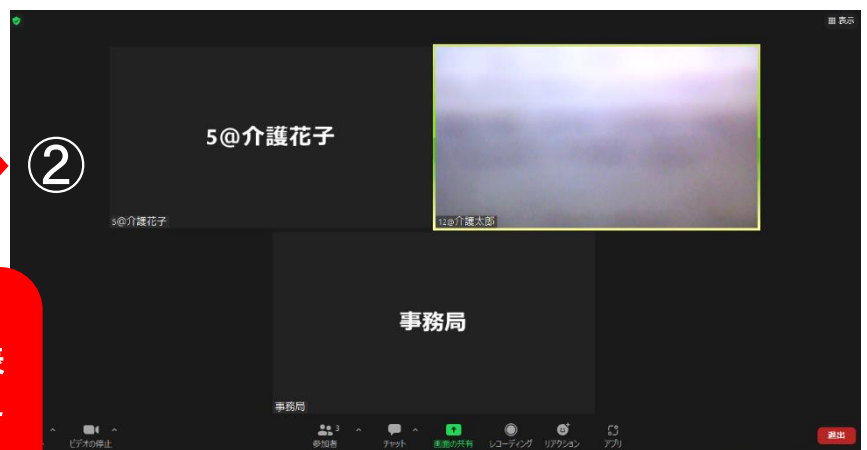 表示
②
5@介護花子
5@介護花子
12@介護太郎
事務局
事務局
ビデオの停止
3
参加者
チャット
画面の共有
レコーディング
リアクション
アプリ
退出